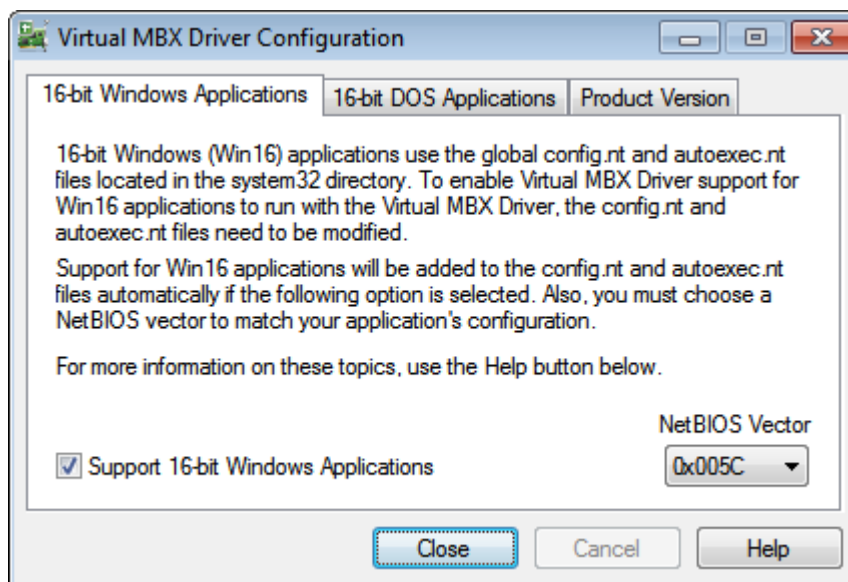 Virtual MBX Driver Configuration
16-bit Windows Applications
16-bit DOS Applications
Product Version
16-bit Windows (Win16) applications use the global config.nt and autoexec.nt
files located in the system32 directory. To enable Virtual MBX Driver support for
Win16 applications to run with the Virtual MBX Driver, the config.nt and
autoexec.nt files need to be modified.
Support for Win16 applications will be added to the config.nt and autoexec.nt
files automatically if the following option is selected. Also, you must choose a
NetBIOS vector to match your application's configuration.
For more information on these topics, use the Help button below.
NetBIOS Vector
Support 16-bit Windows Applications
0x005C
Close
Cancel
Help